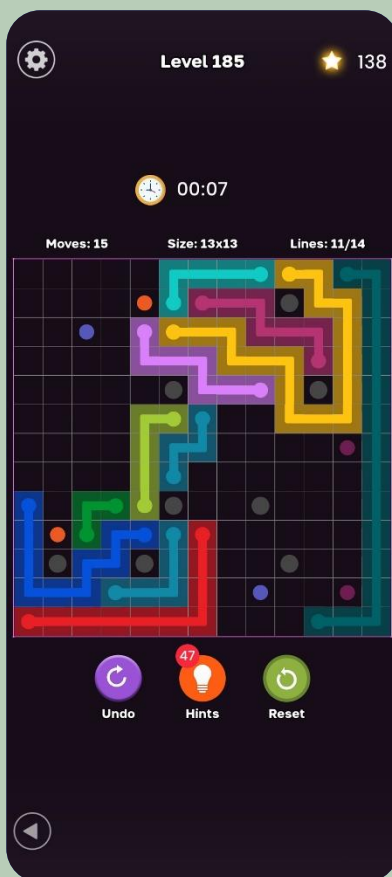 Level 185
138
00:07
Moves: 15 Size: 13x13 Lines: 11/14
47
Undo Hints Reset